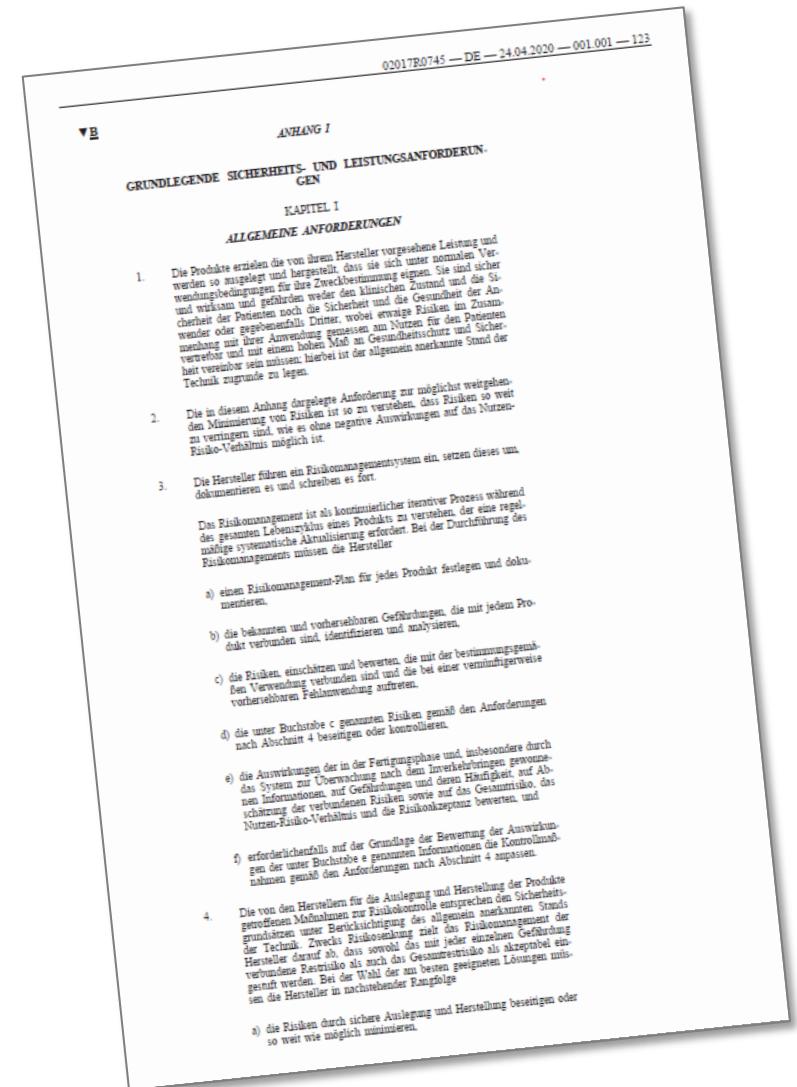 02017R0745 — DE — 24.04.2020 — 001.001 — 123
▼B
ANHANG I
GRUNDLEGENDE SICHERHEITS- UND LEISTUNGSANFORDERUN-
GEN
KAPITEL I
ALLGEMEINE ANFORDERUNGEN
1. Die Produkte erzielen die von ihrem Hersteller vorgesehene Leistung und
werden so ausgelegt und hergestellt, dass sie sich unter normalen Ver-
wendungsbedingungen für ihre Zweckbestimmung eignen. Sie sind sicher
und wirksam und gefährden weder den klinischen Zustand und die Si-
cherheit der Patienten noch die Sicherheit und die Gesundheit der An-
wender oder gegebenenfalls Dritter, wobei etwaige Risiken im Zusam-
menhang mit ihrer Anwendung gemessen am Nutzen für den Patienten
vertretbar und mit einem hohen Maß an Gesundheitsschutz und Sicher-
heit vereinbar sein müssen; hierbei ist der allgemein anerkannte Stand der
Technik zugrunde zu legen.
2. Die in diesem Anhang dargelegte Anforderung zur möglichst weitgehen-
den Minimierung von Risiken ist so zu verstehen, dass Risiken so weit
zu verringern sind, wie es ohne negative Auswirkungen auf das Nutzen-
Risiko-Verhältnis möglich ist.
3. Die Hersteller führen ein Risikomanagementsystem ein, setzen dieses um,
dokumentieren es und schreiben es fort.
Das Risikomanagement ist als kontinuierlicher iterativer Prozess während
des gesamten Lebenszyklus eines Produkts zu verstehen, der eine regel-
mäßige systematische Aktualisierung erfordert. Bei der Durchführung des
Risikomanagements müssen die Hersteller
a) einen Risikomanagement-Plan für jedes Produkt festlegen und doku-
mentieren,
b) die bekannten und vorhersehbaren Gefährdungen, die mit jedem Pro-
dukt verbunden sind, identifizieren und analysieren,
c) die Risiken, einschätzen und bewerten, die mit der bestimmungsgemä-
ßen Verwendung verbunden sind und die bei einer vernünftigerweise
vorhersehbaren Fehlanwendung auftreten,
d) die unter Buchstabe c genannten Risiken gemäß den Anforderungen
nach Abschnitt 4 beseitigen oder kontrollieren,
e) die Auswirkungen der in der Fertigungsphase und, insbesondere durch
das System zur Überwachung nach dem Inverkehrbringen gewonne-
nen Informationen, auf Gefährdungen und deren Häufigkeit, auf Ab-
schätzung der verbundenen Risiken sowie auf das Gesamtrisiko, das
Nutzen-Risiko-Verhältnis und die Risikoakzeptanz bewerten, und
f) erforderlichenfalls auf der Grundlage der Bewertung der Auswirkun-
gen der unter Buchstabe e genannten Informationen die Kontrollmaß-
nahmen gemäß den Anforderungen nach Abschnitt 4 anpassen.
4. Die von den Herstellern für die Auslegung und Herstellung der Produkte
getroffenen Maßnahmen zur Risikokontrolle entsprechen den Sicherheits-
grundsätzen unter Berücksichtigung des allgemein anerkannten Stands
der Technik. Zwecks Risikosenkung zielt das Risikomanagement der
Hersteller darauf ab, dass sowohl das mit jeder einzelnen Gefährdung
verbundene Restrisiko als auch das Gesamtrestrisiko als akzeptabel ein-
gestuft werden. Bei der Wahl der am besten geeigneten Lösungen müs-
sen die Hersteller in nachstehender Rangfolge
a) die Risiken durch sichere Auslegung und Herstellung beseitigen oder
so weit wie möglich minimieren,